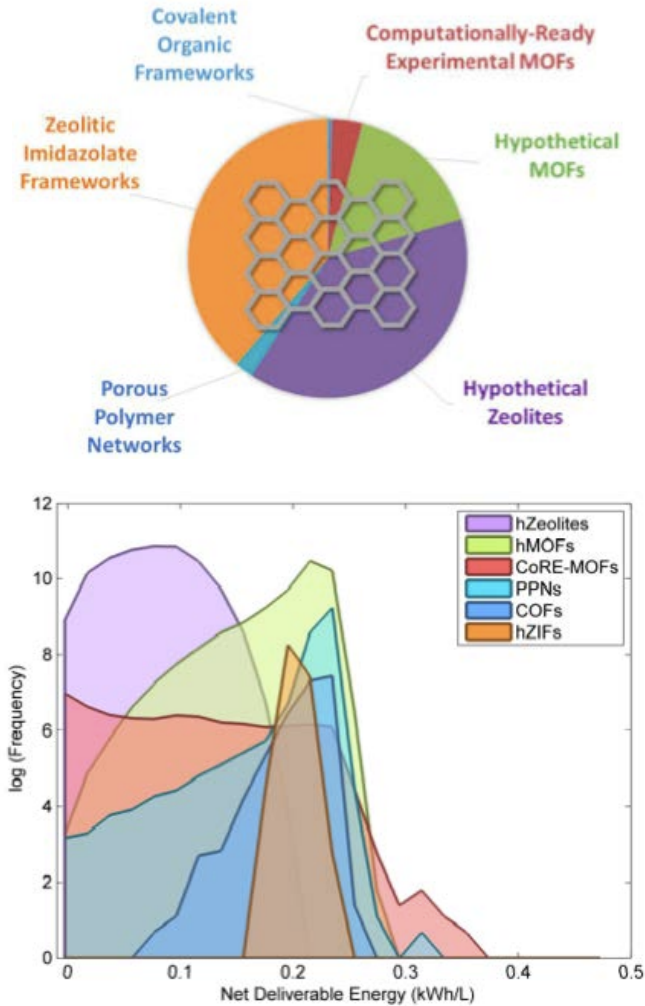 Covalent
Organic
Frameworks
Computationally-Ready
Experimental MOFs
Zeolitic
Imidazolate
Frameworks
Hypothetical
MOFs
Porous
Polymer
Networks
Hypothetical
Zeolites
12
10
8
6
4
2
0
log (Frequency)
hZeolites
hMOFs
CoRE-MOFs
PPNs
COFs
hZIFs
0
0.1
0.2
0.3
0.4
0.5
Net Deliverable Energy (kWh/L)